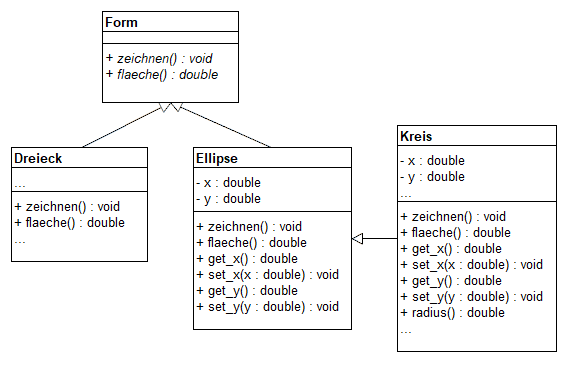 Form
+ zeichnen() : void
+ flaeche() : double
Dreieck
...
+ zeichnen() : void
+ flaeche() : double
...
Ellipse
- x : double
- y : double
+ zeichnen() : void
+ flaeche() : double
+ get_x() : double
+ set_x(x : double) : void
+ get_y() : double
+ set_y(y : double) : void
Kreis
- x : double
- y : double
...
+ zeichnen() : void
+ flaeche() : double
+ get_x() : double
+ set_x(x : double) : void
+ get_y() : double
+ set_y(y : double) : void
+ radius() : double
...